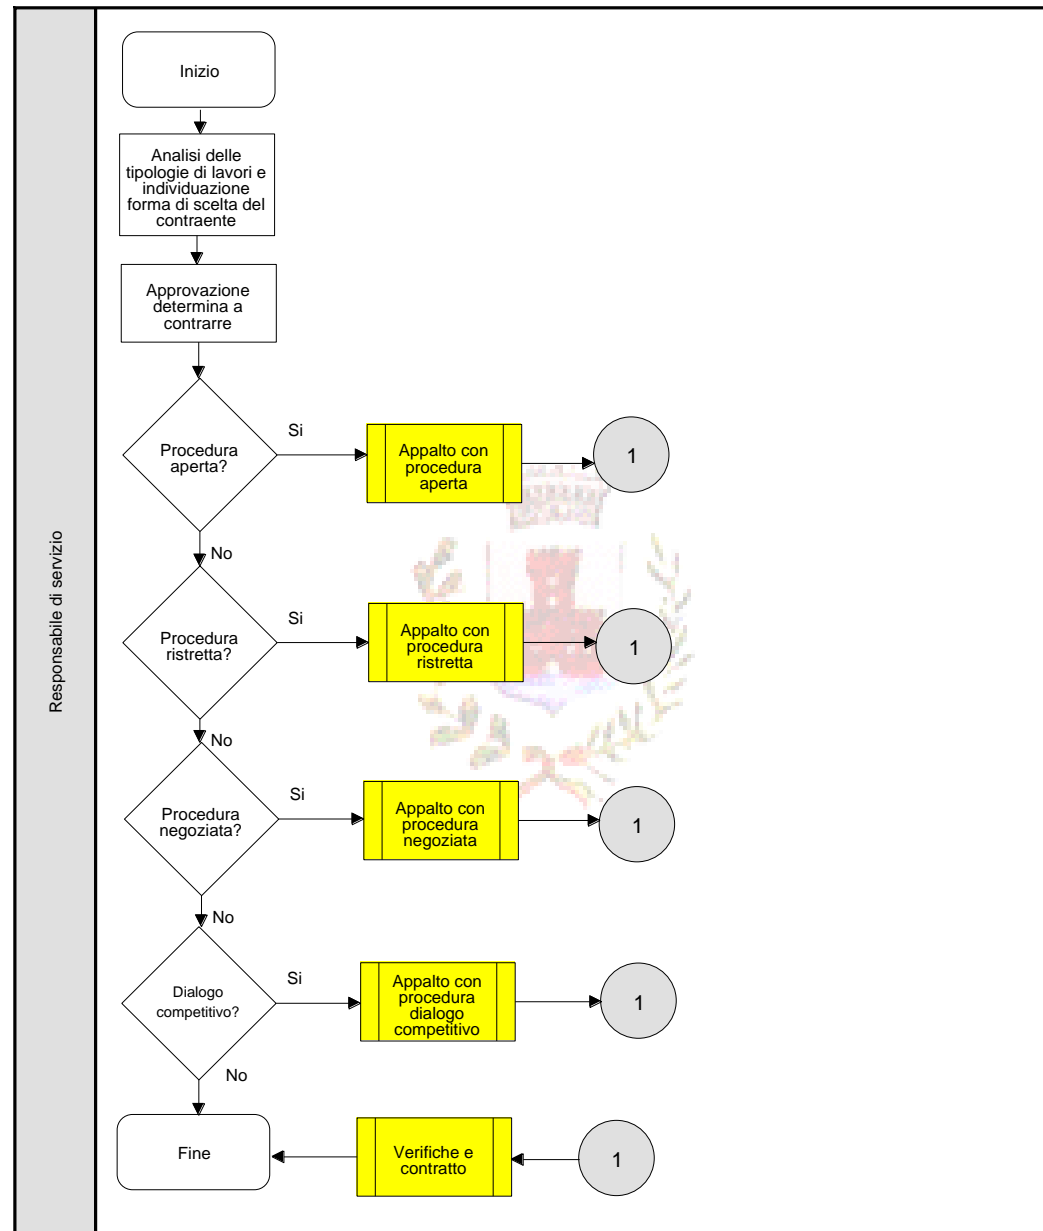 Responsabile di servizio
Inizio
Analisi delle
tipologie di lavori e
individuazione
forma di scelta del
contraente
Approvazione
determina a
contrarre
Procedura
aperta?
Si
Appalto con
procedura
aperta
1
No
Procedura
ristretta?
Si
Appalto con
procedura
ristretta
1
No
Procedura
negoziata?
Si
Appalto con
procedura
negoziata
1
No
Dialogo
competitivo?
Si
Appalto con
procedura
dialogo
competitivo
1
No
Fine
Verifiche e
contratto
1